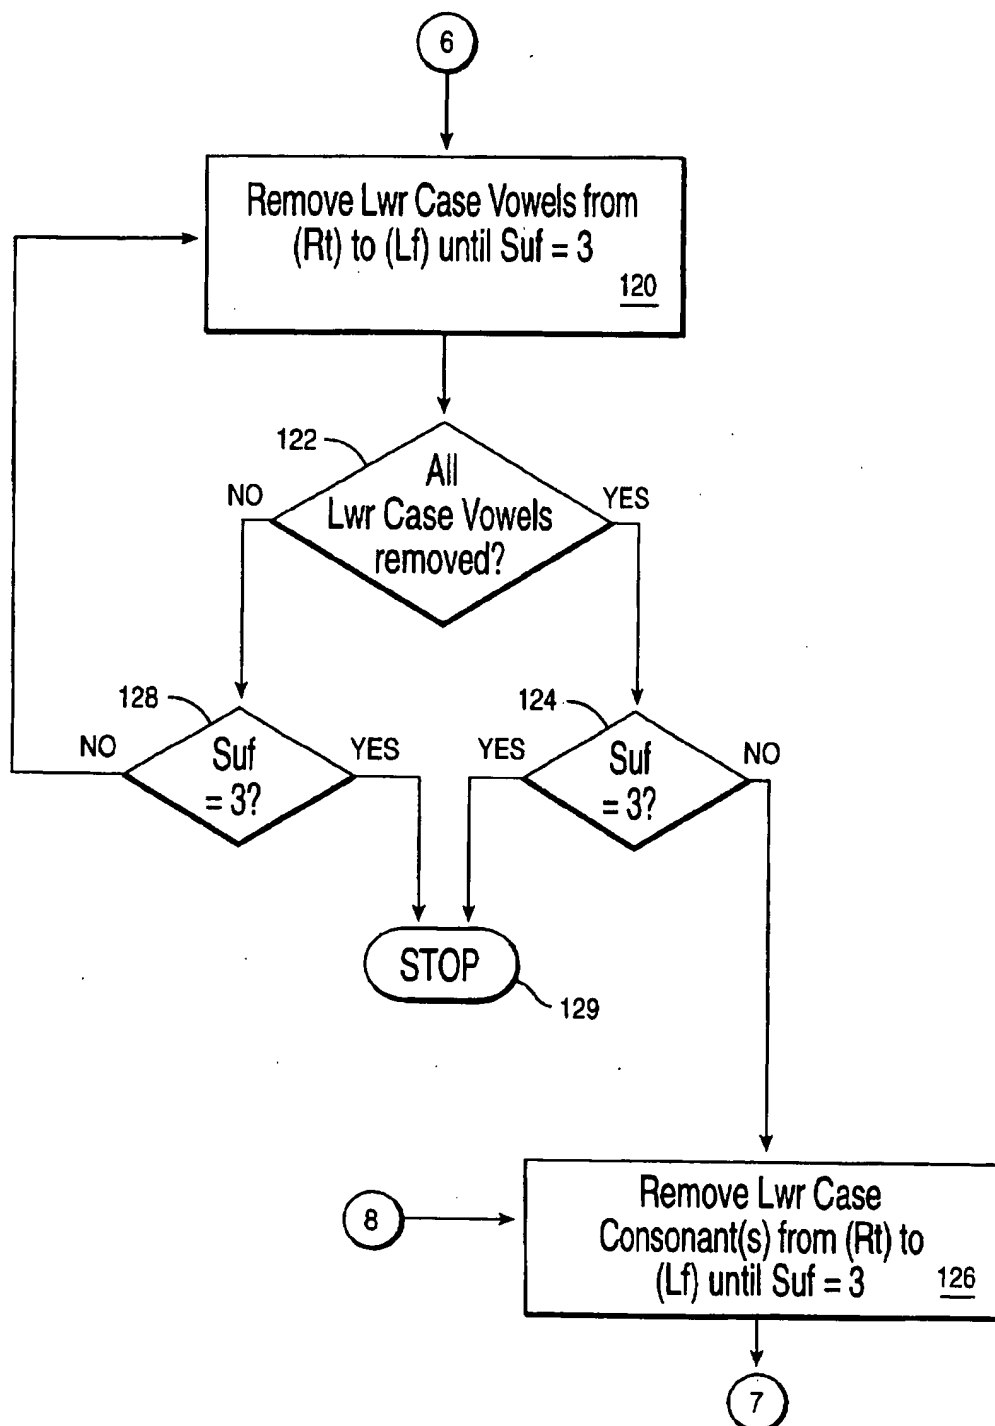 6
Remove Lwr Case Vowels from
(Rt) to (Lf) until Suf = 3
120
122
All
Lwr Case Vowels
removed?
NO
YES
128
Suf
= 3?
NO
YES
124
Suf
= 3?
YES
NO
STOP
129
8
Remove Lwr Case
Consonant(s) from (Rt) to
(Lf) until Suf = 3
126
7